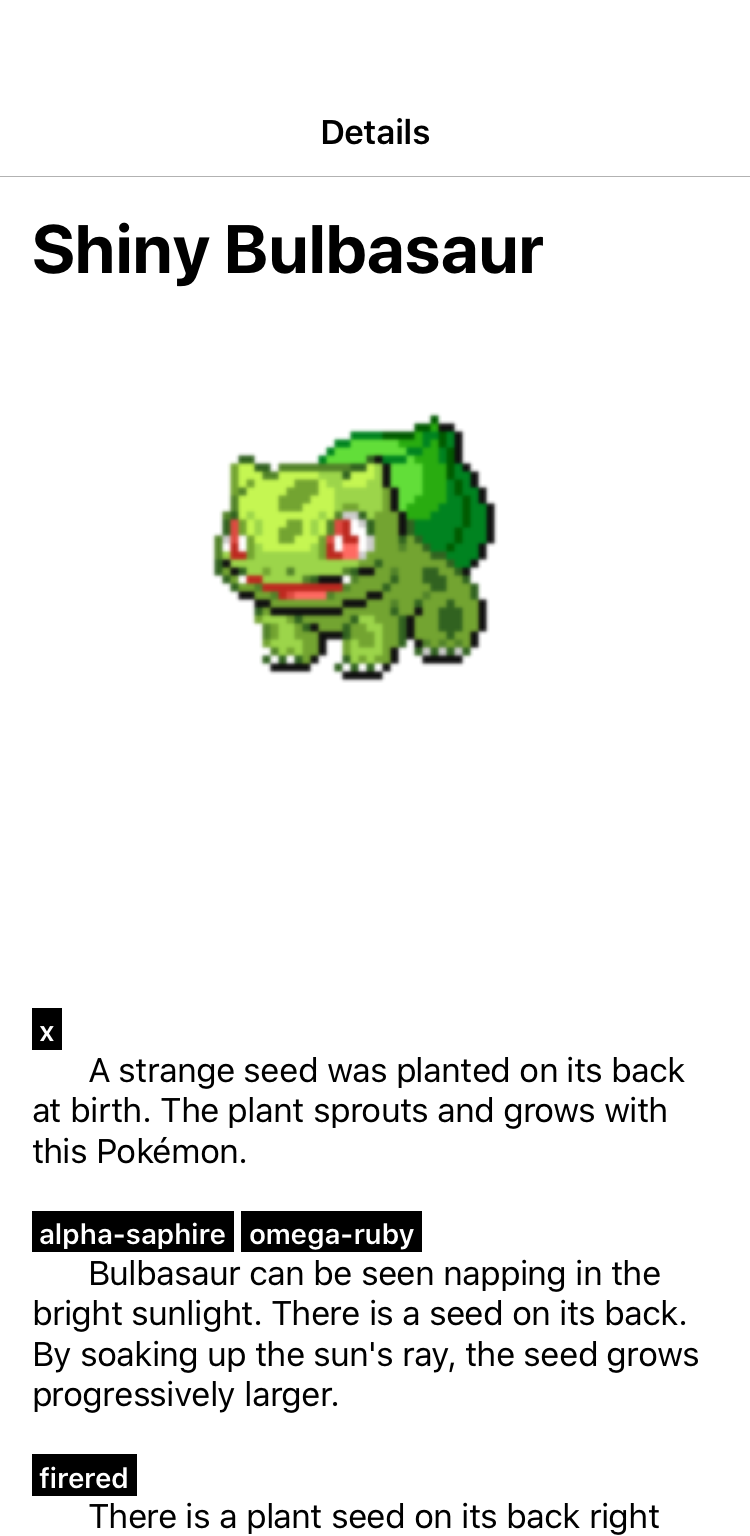 Details
Shiny Bulbasaur
x
A strange seed was planted on its back
at birth. The plant sprouts and grows with
this Pokémon.
alpha-saphire omega-ruby
Bulbasaur can be seen napping in the
bright sunlight. There is a seed on its back.
By soaking up the sun's ray, the seed grows
progressively larger.
firered
There is a plant seed on its back right